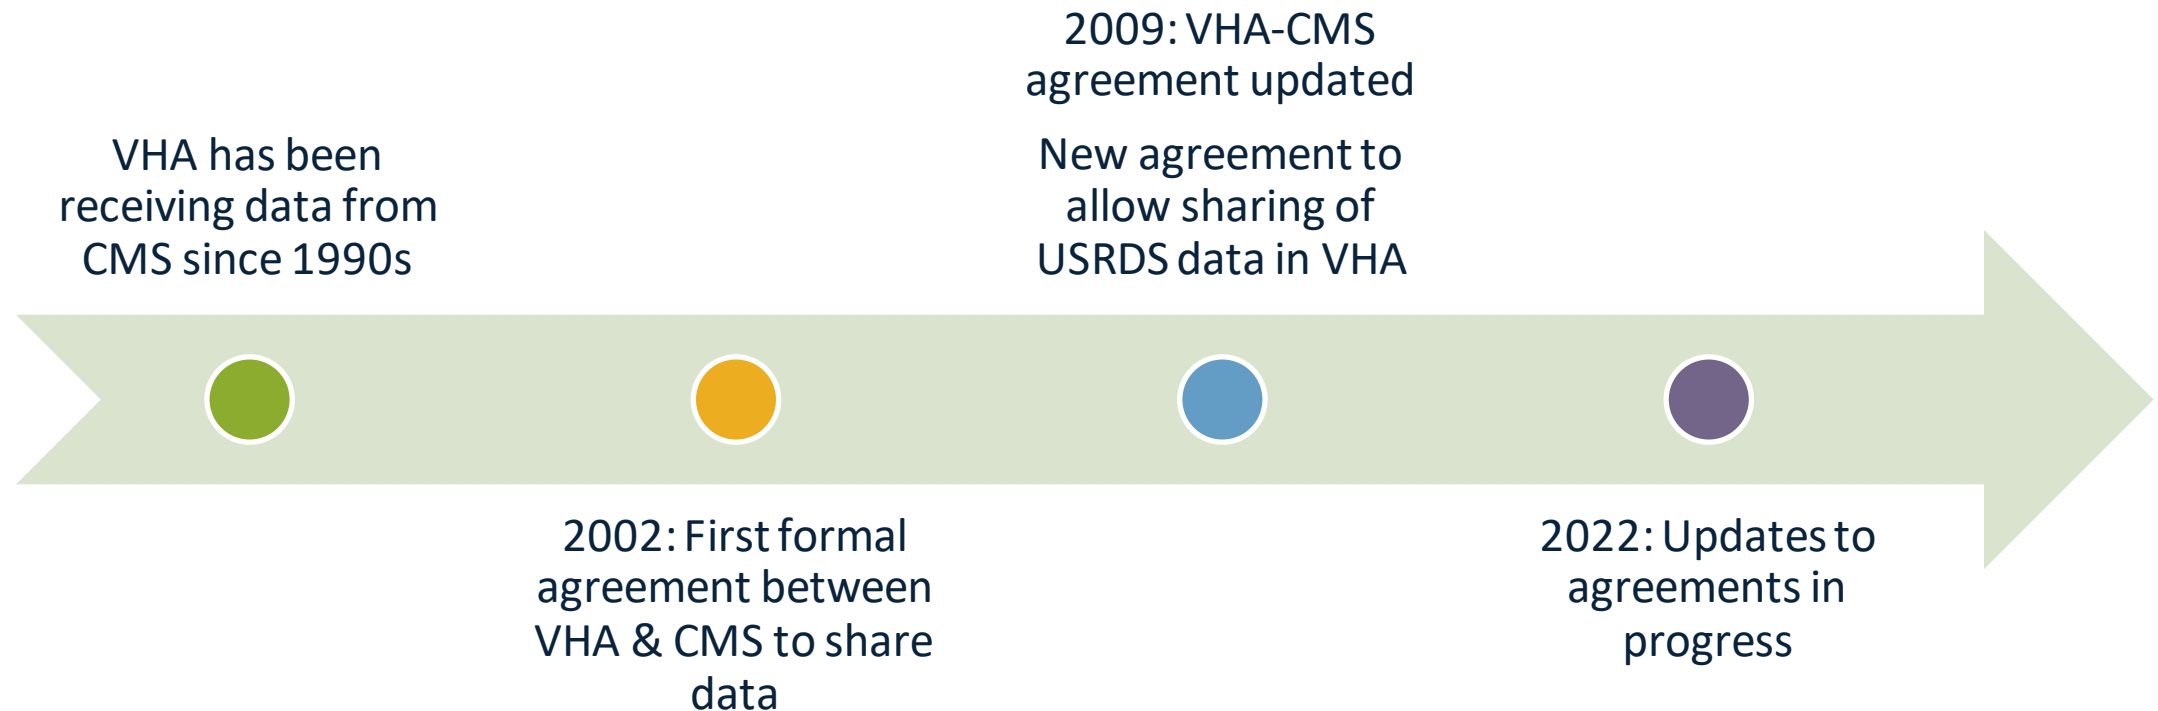 VHA has been
receiving data from
CMS since 1990s
2002: First formal
agreement between
VHA & CMS to share
data
2009: VHA-CMS
agreement updated
New agreement to
allow sharing of
USRDS data in VHA
2022: Updates to
agreements in
progress